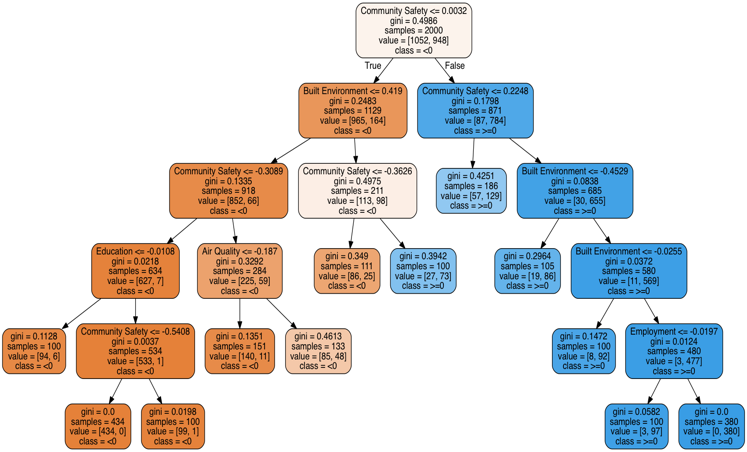 Community Safety <= 0.0032
gini = 0.4986
samples = 2000
value = [1052, 948]
class = <0
True
False
Built Environment <= 0.419
gini = 0.2483
samples = 1129
value = [965, 164]
class = <0
Community Safety <= 0.2248
gini = 0.1798
samples = 871
value = [87, 784]
class = >=0
Community Safety <= -0.3089
gini = 0.1335
samples = 918
value = [852, 66]
class = <0
Community Safety <= -0.3626
gini = 0.4975
samples = 211
value = [113, 98]
class = <0
gini = 0.4251
samples = 186
value = [57, 129]
class = >=0
Built Environment <= -0.4529
gini = 0.0838
samples = 685
value = [30, 655]
class = >=0
Education <= -0.0108
gini = 0.0218
samples = 634
value = [627, 7]
class = <0
Air Quality <= -0.187
gini = 0.3292
samples = 284
value = [225, 59]
class = <0
gini = 0.349
samples = 111
value = [86, 25]
class = <0
gini = 0.3942
samples = 100
value = [27, 73]
class = >=0
gini = 0.2964
samples = 105
value = [19, 86]
class = >=0
Built Environment <= -0.0255
gini = 0.0372
samples = 580
value = [11, 569]
class = >=0
gini = 0.1128
samples = 100
value = [94, 6]
class = <0
Community Safety <= -0.5408
gini = 0.0037
samples = 534
value = [533, 1]
class = <0
gini = 0.1351
samples = 151
value = [140, 11]
class = <0
gini = 0.4613
samples = 133
value = [85, 48]
class = <0
gini = 0.1472
samples = 100
value = [8, 92]
class = >=0
Employment <= -0.0197
gini = 0.0124
samples = 480
value = [3, 477]
class = >=0
gini = 0.0
samples = 434
value = [434, 0]
class = <0
gini = 0.0198
samples = 100
value = [99, 1]
class = <0
gini = 0.0582
samples = 100
value = [3, 97]
class = >=0
gini = 0.0
samples = 380
value = [0, 380]
class = >=0